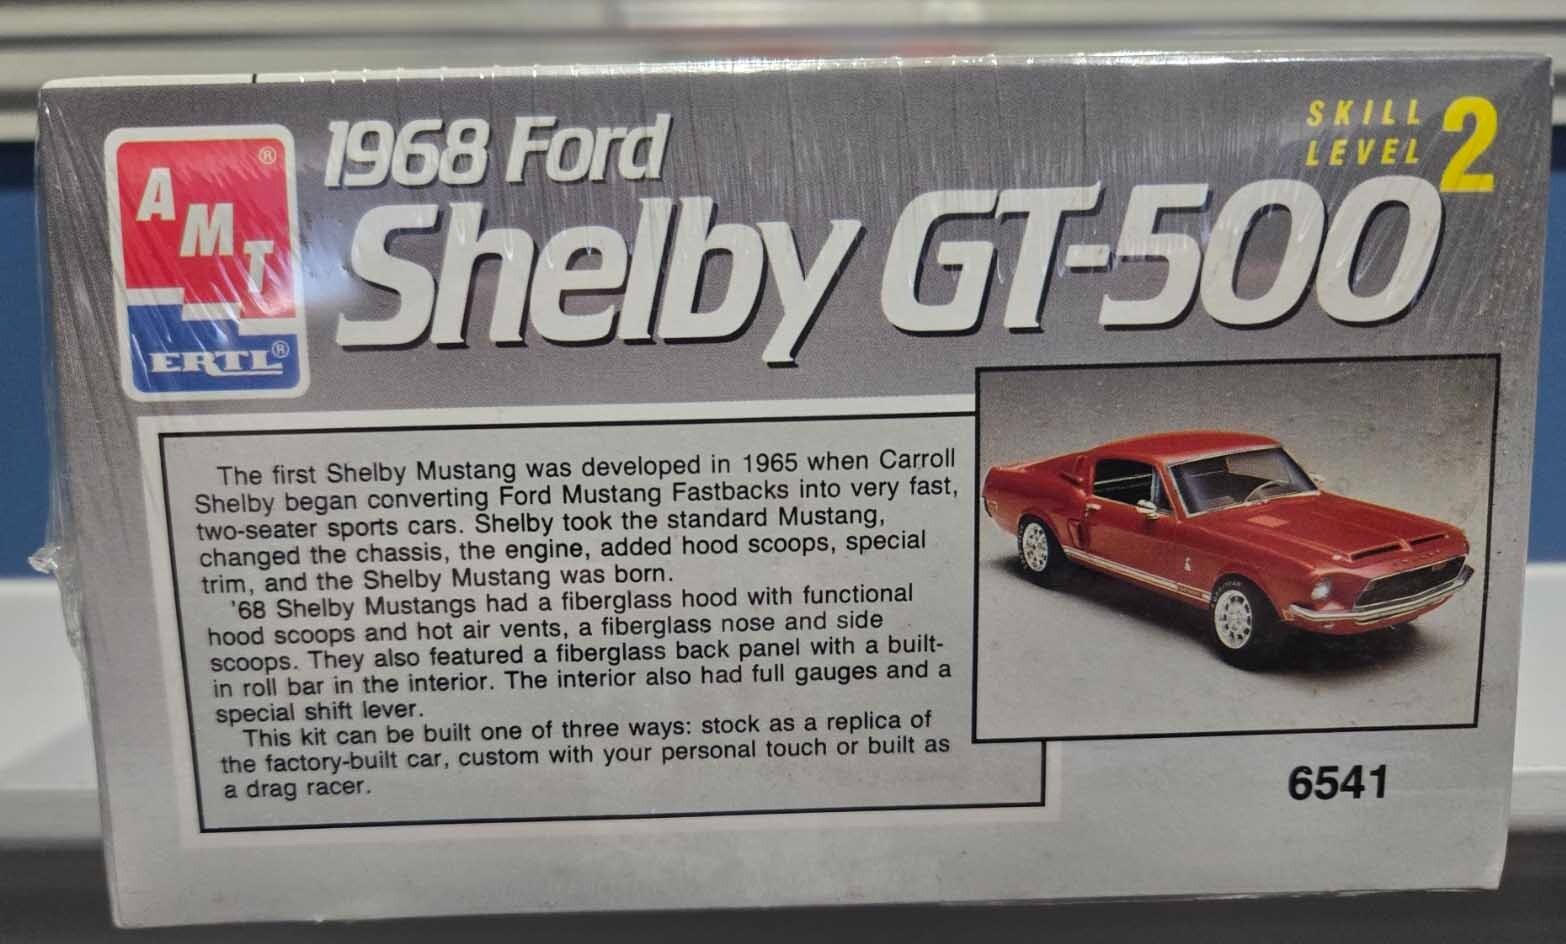 AMT®
ERTL®
1968 Ford
Shelby GT-500
SKILL
LEVEL 2
The first Shelby Mustang was developed in 1965 when Carroll
Shelby began converting Ford Mustang Fastbacks into very fast,
two-seater sports cars. Shelby took the standard Mustang,
changed the chassis, the engine, added hood scoops, special
trim, and the Shelby Mustang was born.
'68 Shelby Mustangs had a fiberglass hood with functional
hood scoops and hot air vents, a fiberglass nose and side
scoops. They also featured a fiberglass back panel with a built-
in roll bar in the interior. The interior also had full gauges and a
special shift lever.
This kit can be built one of three ways: stock as a replica of
the factory-built car, custom with your personal touch or built as
a drag racer.
6541